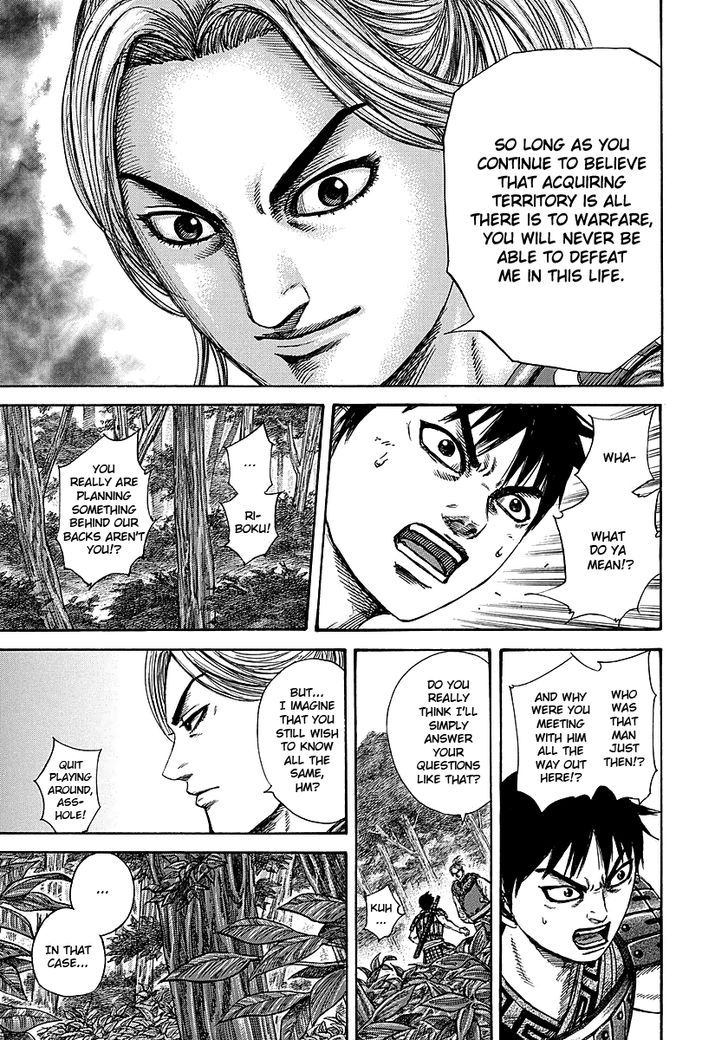 SO LONG AS YOU
CONTINUE TO BELIEVE
THAT ACQUIRING
TERRITORY IS ALL
THERE IS TO WARFARE,
YOU WILL NEVER BE
ABLE TO DEFEAT
ME IN THIS LIFE.
WHA-
WHAT
DO YA
MEAN!?
...
RI-
BOKU!
YOU
REALLY ARE
PLANNING
SOMETHING
BEHIND OUR
BACKS AREN'T
YOU!?
WHO
WAS
THAT
MAN
JUST
THEN!?
AND WHY
WERE YOU
MEETING
WITH HIM
ALL THE
WAY OUT
HERE!?
DO YOU
REALLY
THINK I'LL
SIMPLY
ANSWER
YOUR
QUESTIONS
LIKE THAT?
KUH
...
BUT...
I IMAGINE
THAT YOU
STILL WISH
TO KNOW
ALL THE
SAME,
HM?
QUIT
PLAYING
AROUND,
ASS-
HOLE!
...
IN THAT
CASE...